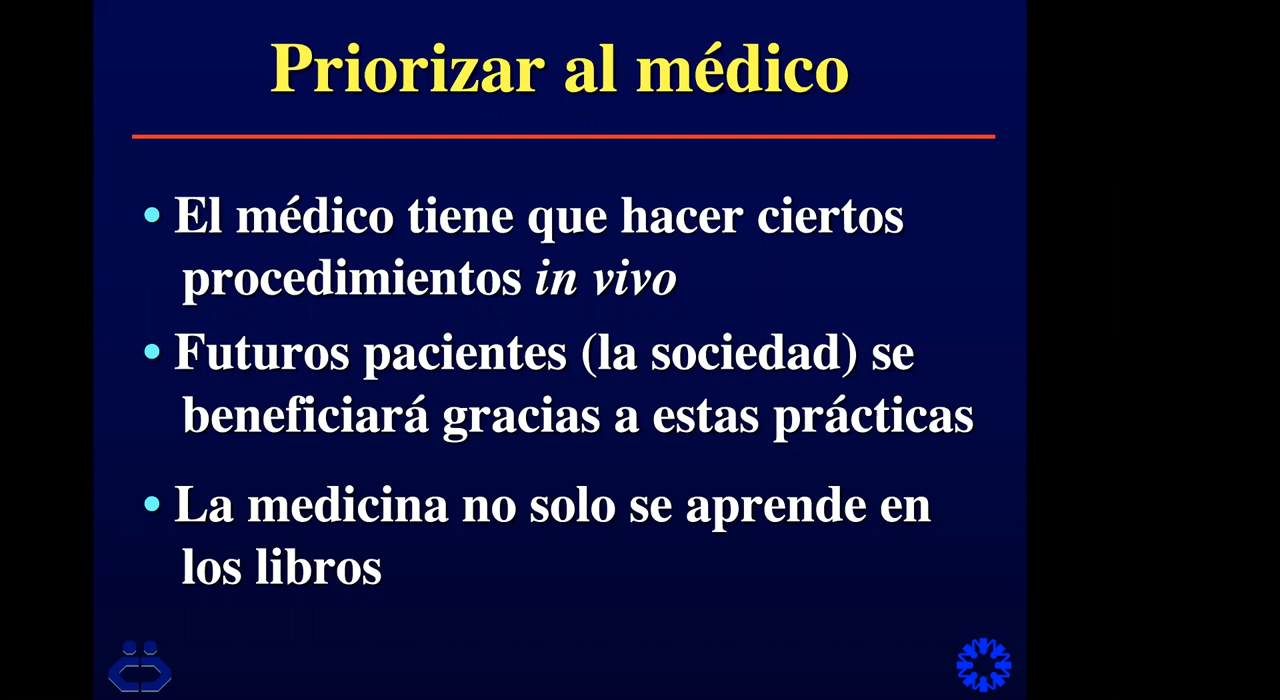 Priorizar al médico
• El médico tiene que hacer ciertos
procedimientos in vivo
• Futuros pacientes (la sociedad) se
beneficiará gracias a estas prácticas
• La medicina no solo se aprende en
los libros